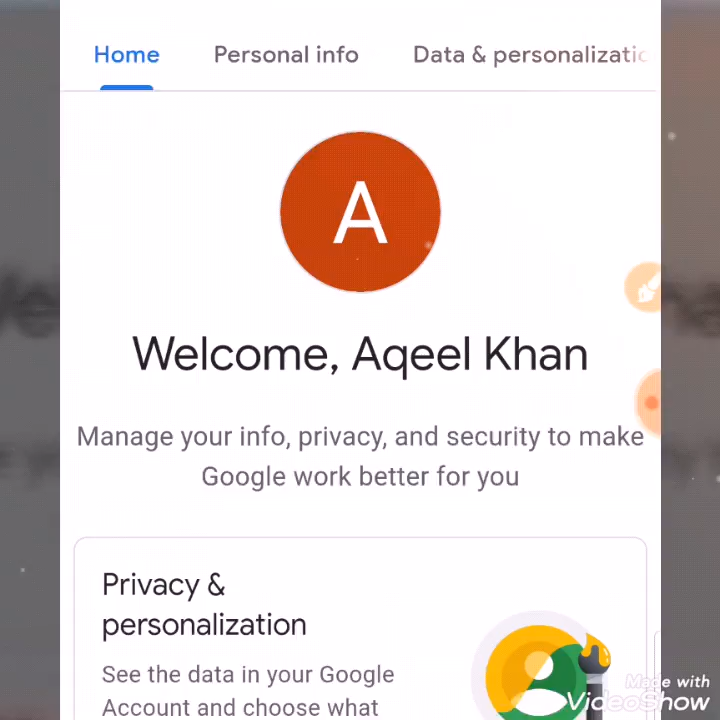 Home Personal info Data & personalizatio
A
Welcome, Aqeel Khan
Manage your info, privacy, and security to make
Google work better for you
Privacy &
personalization
See the data in your Google
Account and choose what
Made with
VideoShow